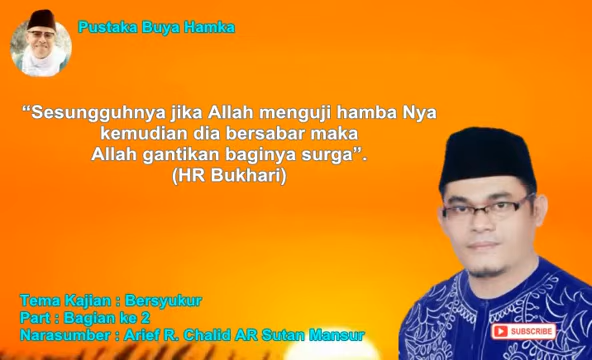 Pustaka Buya Hamka
“Sesungguhnya jika Allah menguji hamba Nya
kemudian dia bersabar maka
Allah gantikan baginya surga”.
(HR Bukhari)
Tema Kajian : Bersyukur
Part : Bagian ke 2
Narasumber : Arief R. Chalid AR Sutan Mansur
SUBSCRIBE